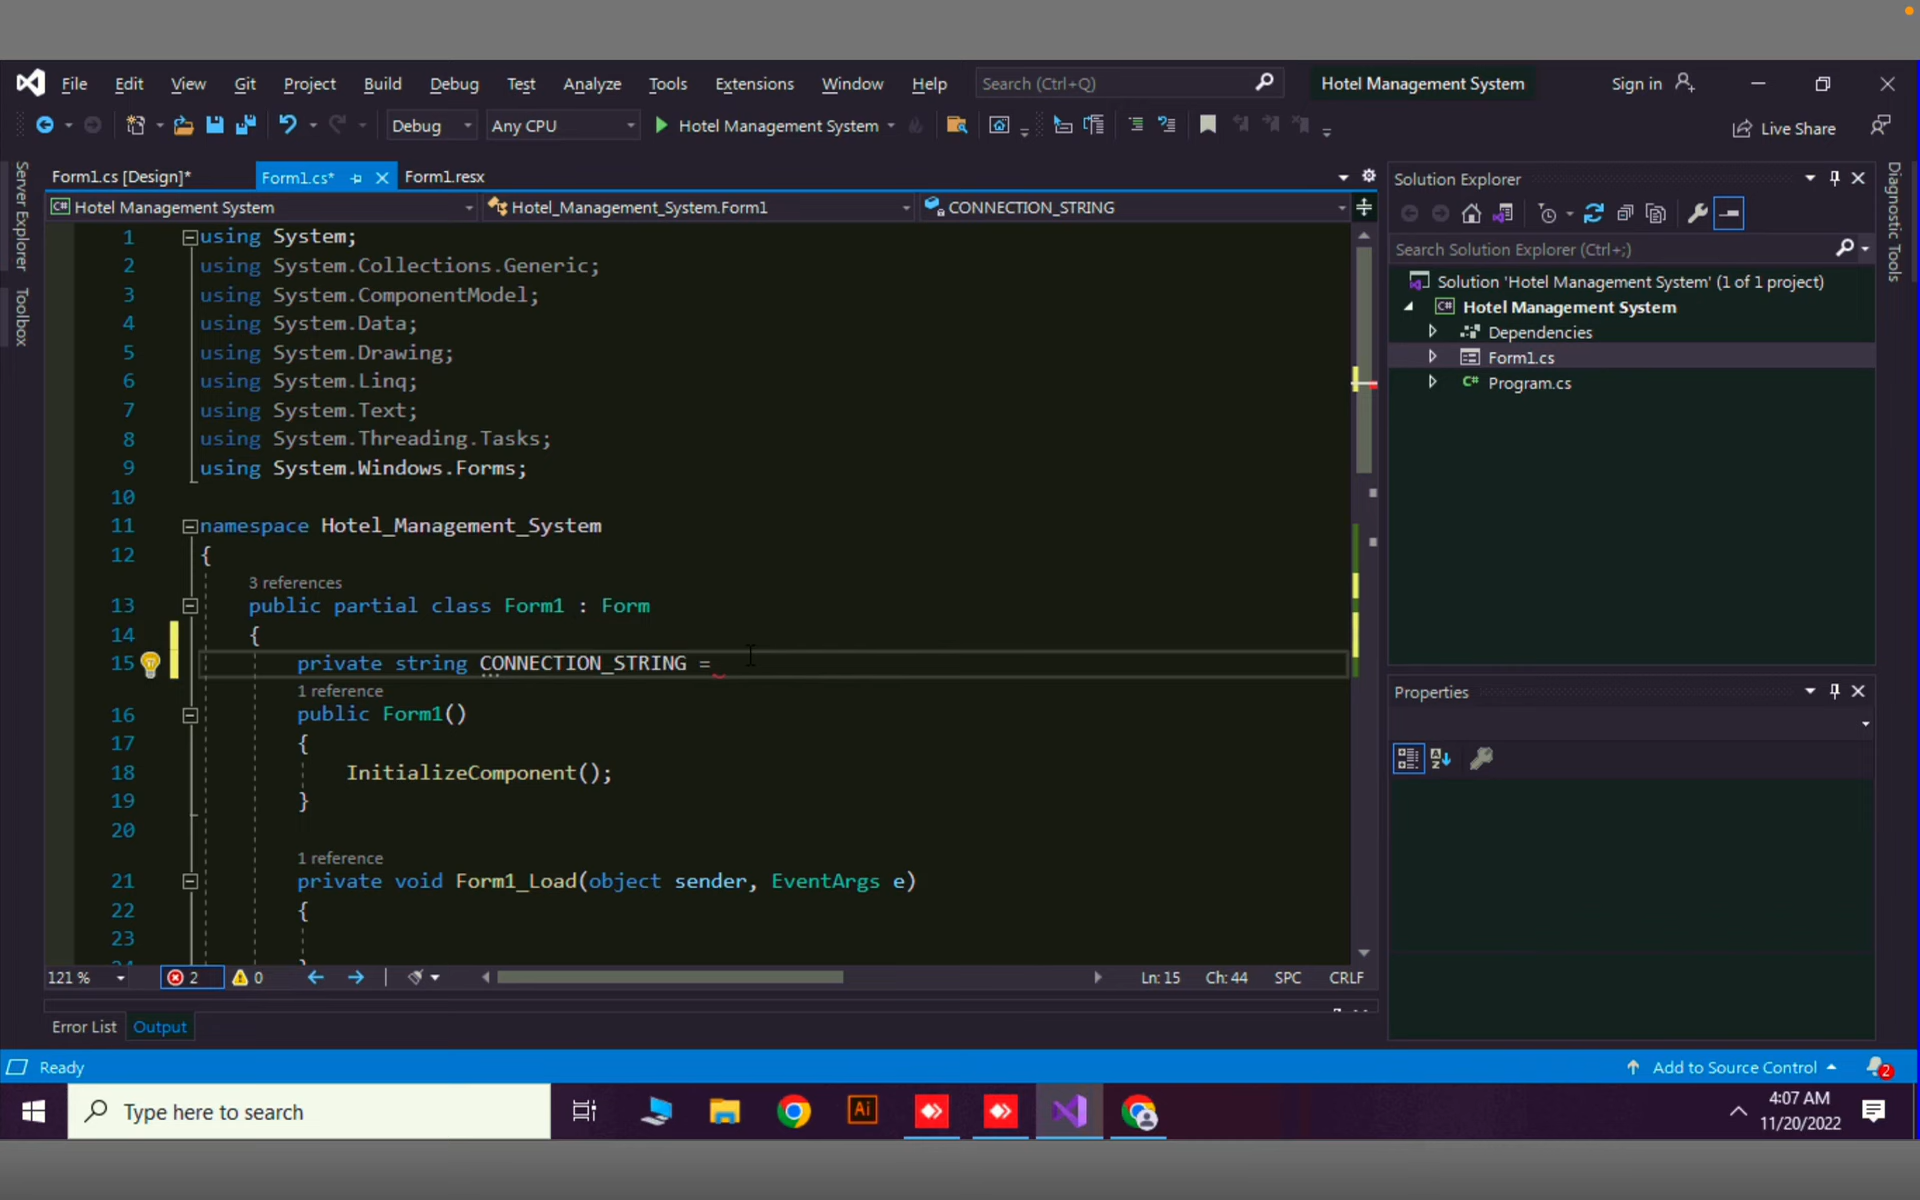 File Edit View Git Project Build Debug Test Analyze Tools Extensions Window Help Search (Ctrl+Q) Hotel Management System Sign in
Debug Any CPU Hotel Management System Live Share
Form1.cs [Design]* Form1.cs* Form1.resx
Hotel Management System Hotel_Management_System.Form1 CONNECTION_STRING
Server Explorer
Toolbox
1 using System;
2 using System.Collections.Generic;
3 using System.ComponentModel;
4 using System.Data;
5 using System.Drawing;
6 using System.Linq;
7 using System.Text;
8 using System.Threading.Tasks;
9 using System.Windows.Forms;
10
11 namespace Hotel_Management_System
12 {
3 references
13 public partial class Form1 : Form
14 {
15 private string CONNECTION_STRING =
1 reference
16 public Form1()
17 {
18 InitializeComponent();
19 }
20
1 reference
21 private void Form1_Load(object sender, EventArgs e)
22 {
23
121 % 2 0 Ln: 15 Ch: 44 SPC CRLF
Error List Output
Solution Explorer
Search Solution Explorer (Ctrl+;)
Solution 'Hotel Management System' (1 of 1 project)
Hotel Management System
Dependencies
Form1.cs
C# Program.cs
Properties
Diagnostic Tools
Ready Add to Source Control 2
Type here to search Ai 4:07 AM
11/20/2022